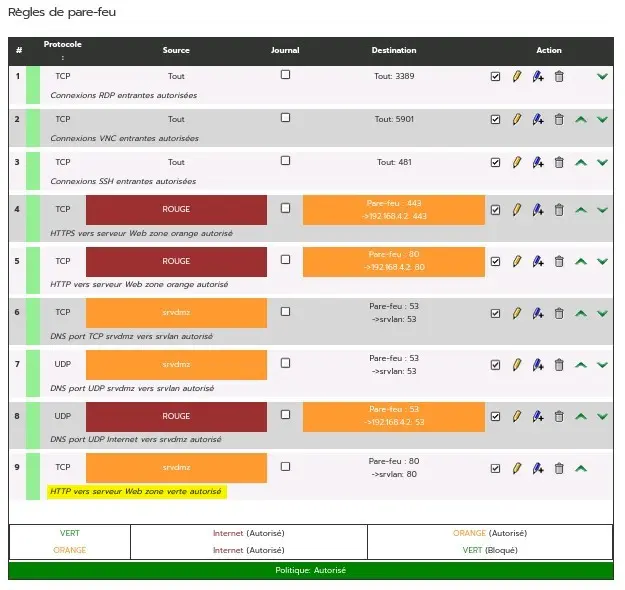 Règles de pare-feu
# Protocole : Source Journal Destination Action
1 TCP Tout Tout: 3389
Connexions RDP entrantes autorisées
2 TCP Tout Tout: 5901
Connexions VNC entrantes autorisées
3 TCP Tout Tout: 481
Connexions SSH entrantes autorisées
4 TCP ROUGE Pare-feu : 443
->192.168.4.2: 443
HTTPS vers serveur Web zone orange autorisé
5 TCP ROUGE Pare-feu : 80
->192.168.4.2: 80
HTTP vers serveur Web zone orange autorisé
6 TCP srvdmz Pare-feu : 53
->srvlan: 53
DNS port TCP srvdmz vers srvlan autorisé
7 UDP srvdmz Pare-feu : 53
->srvlan: 53
DNS port UDP srvdmz vers srvlan autorisé
8 UDP ROUGE Pare-feu : 53
->192.168.4.2: 53
DNS port UDP Internet vers srvdmz autorisé
9 TCP srvdmz Pare-feu : 80
->srvlan: 80
HTTP vers serveur Web zone verte autorisé
VERT Internet (Autorisé) ORANGE (Autorisé)
ORANGE Internet (Autorisé) VERT (Bloqué)
Politique: Autorisé